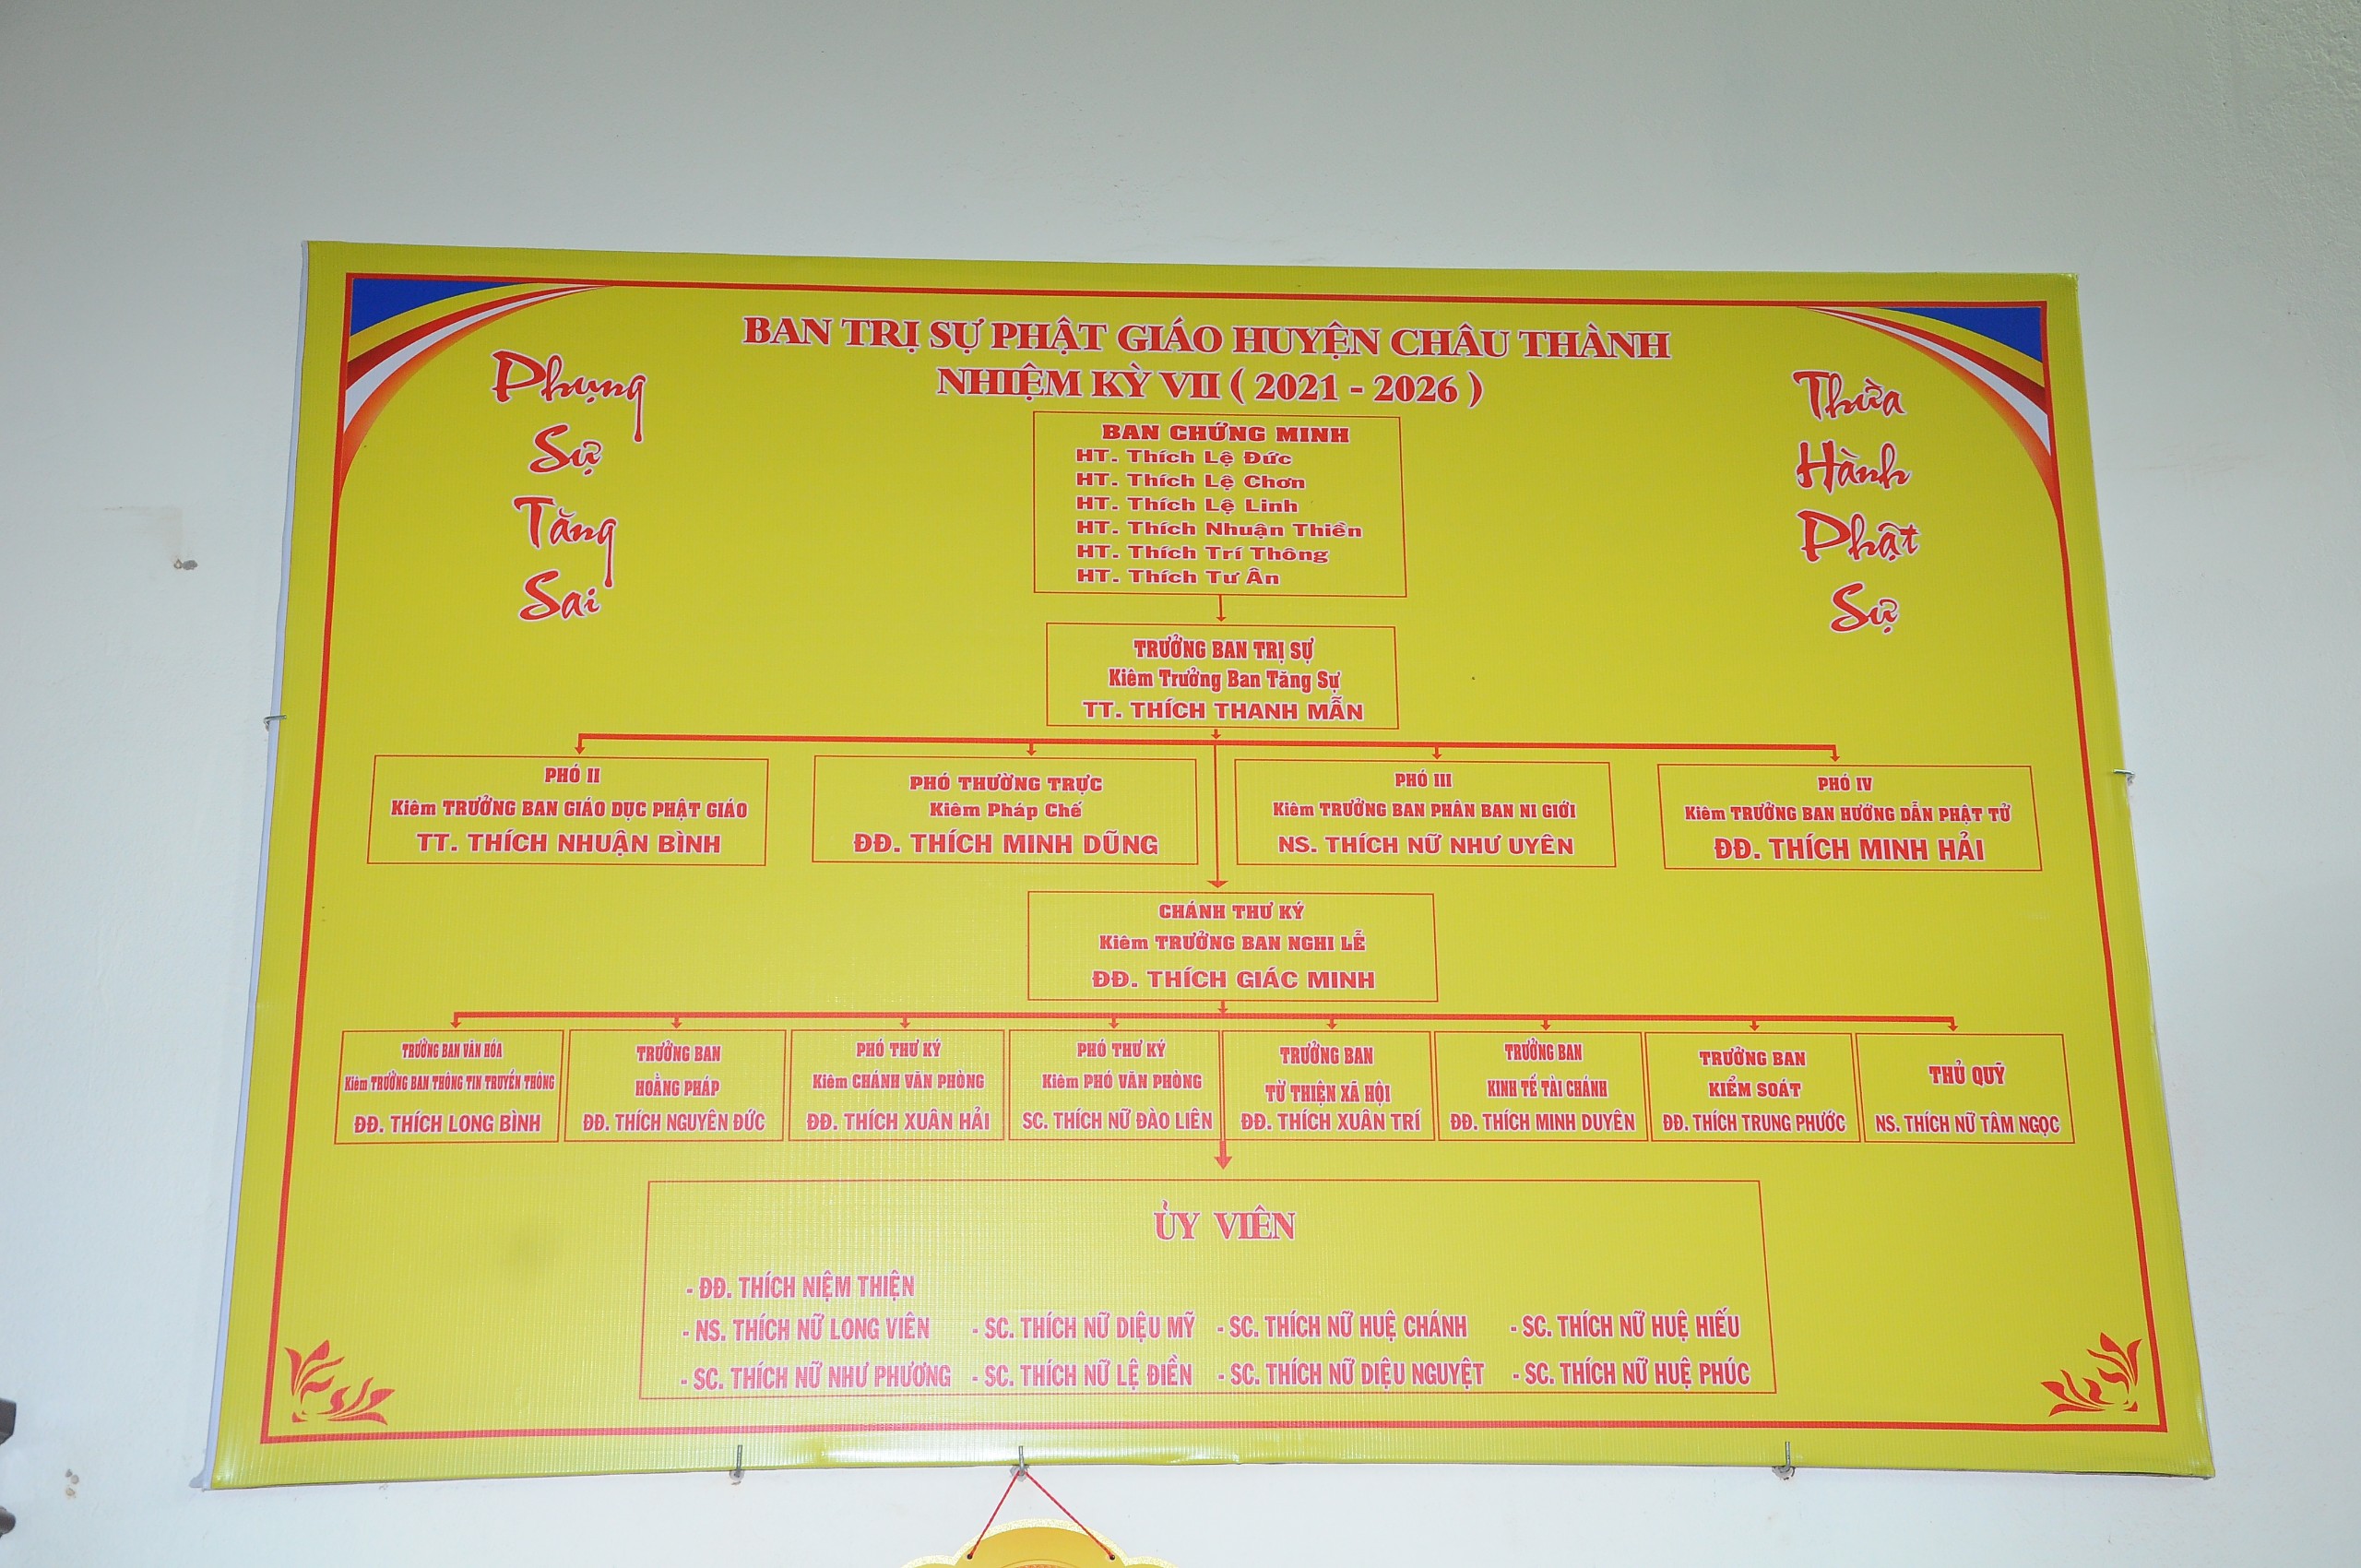 BAN TRỊ SỰ PHẬT GIÁO HUYỆN CHÂU THÀNH
NHIỆM KỲ VII ( 2021 - 2026 )
Phụng
Sự
Tăng
Sai
Thừa
Hành
Phật
Sự
BAN CHỨNG MINH
HT. Thích Lệ Đức
HT. Thích Lệ Chơn
HT. Thích Lệ Linh
HT. Thích Nhuận Thiền
HT. Thích Trí Thông
HT. Thích Tư Ân
TRƯỞNG BAN TRỊ SỰ
Kiêm Trưởng Ban Tăng Sự
TT. THÍCH THANH MẪN
PHÓ II
Kiêm TRƯỞNG BAN GIÁO DỤC PHẬT GIÁO
TT. THÍCH NHUẬN BÌNH
PHÓ THƯỜNG TRỰC
Kiêm Pháp Chế
ĐĐ. THÍCH MINH DŨNG
PHÓ III
Kiêm TRƯỞNG BAN PHÂN BAN NI GIỚI
NS. THÍCH NỮ NHƯ UYÊN
PHÓ IV
Kiêm TRƯỞNG BAN HƯỚNG DẪN PHẬT TỬ
ĐĐ. THÍCH MINH HẢI
CHÁNH THƯ KÝ
Kiêm TRƯỞNG BAN NGHI LỄ
ĐĐ. THÍCH GIÁC MINH
TRƯỞNG BAN VĂN HÓA
Kiêm TRƯỞNG BAN THÔNG TIN TRUYỀN THÔNG
ĐĐ. THÍCH LONG BÌNH
TRƯỞNG BAN
HOẰNG PHÁP
ĐĐ. THÍCH NGUYÊN ĐỨC
PHÓ THƯ KÝ
Kiêm CHÁNH VĂN PHÒNG
ĐĐ. THÍCH XUÂN HẢI
PHÓ THƯ KÝ
Kiêm PHÓ VĂN PHÒNG
SC. THÍCH NỮ ĐÀO LIÊN
TRƯỞNG BAN
TỪ THIỆN XÃ HỘI
ĐĐ. THÍCH XUÂN TRÍ
TRƯỞNG BAN
KINH TẾ TÀI CHÁNH
ĐĐ. THÍCH MINH DUYÊN
TRƯỞNG BAN
KIỂM SOÁT
ĐĐ. THÍCH TRUNG PHƯỚC
THỦ QUỸ
NS. THÍCH NỮ TÂM NGỌC
ỦY VIÊN
- ĐĐ. THÍCH NIỆM THIỆN
- NS. THÍCH NỮ LONG VIÊN - SC. THÍCH NỮ DIỆU MỸ - SC. THÍCH NỮ HUỆ CHÁNH - SC. THÍCH NỮ HUỆ HIẾU
- SC. THÍCH NỮ NHƯ PHƯƠNG - SC. THÍCH NỮ LỆ ĐIỀN - SC. THÍCH NỮ DIỆU NGUYỆT - SC. THÍCH NỮ HUỆ PHÚC